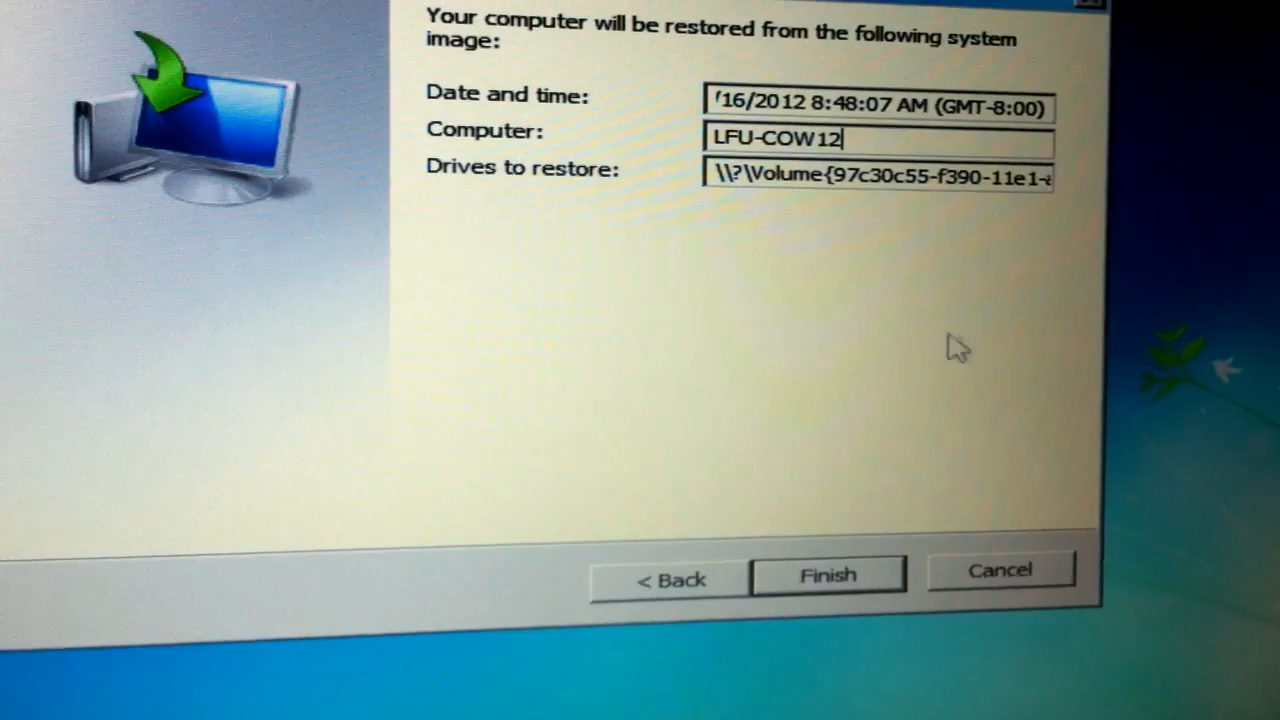 Your computer will be restored from the following system
image:
Date and time: 16/2012 8:48:07 AM (GMT-8:00)
Computer: LFU-COW12
Drives to restore: \\?\Volume{97c30c55-f390-11e1-
< Back Finish Cancel